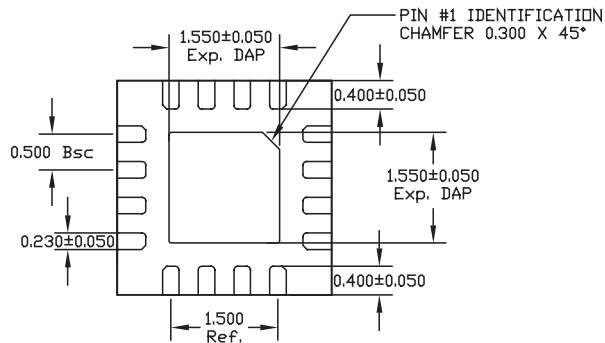 1.550±0.050
Exp. DAP
PIN #1 IDENTIFICATION
CHAMFER 0.300 X 45°
0.400±0.050
0.500 Bsc
1.550±0.050
Exp. DAP
0.230±0.050
0.400±0.050
1.500
Ref.